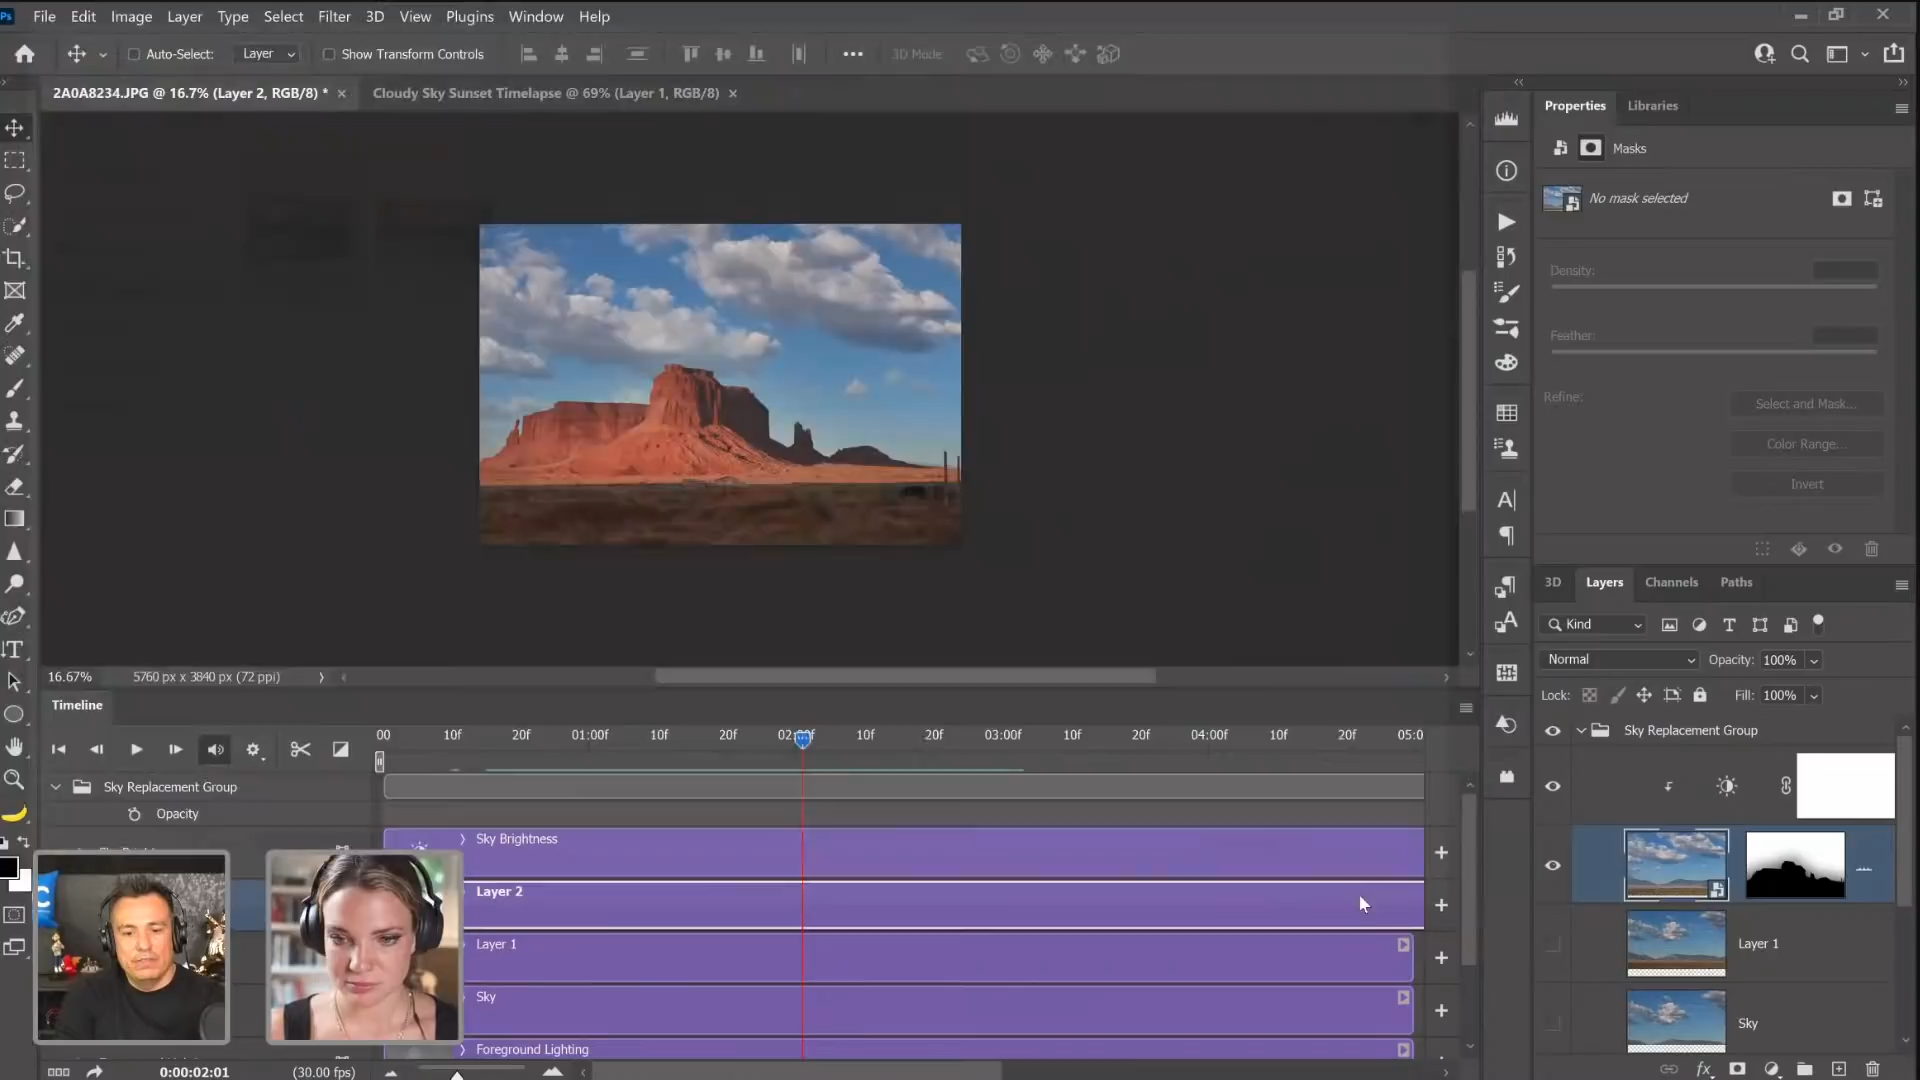 Ps File Edit Image Layer Type Select Filter 3D View Plugins Window Help
Auto-Select: Layer Show Transform Controls 3D Mode
2A0A8234.JPG @ 16.7% (Layer 2, RGB/8) * Cloudy Sky Sunset Timelapse @ 69% (Layer 1, RGB/8)
Properties Libraries
Masks
No mask selected
Density:
Feather:
Refine:
Select and Mask...
Color Range...
Invert
3D Layers Channels Paths
Kind
Normal Opacity: 100%
Lock: Fill: 100%
Sky Replacement Group
Layer 1
Sky
fx
16.67% 5760 px x 3840 px (72 ppi)
Timeline
00 10f 20f 01:00f 10f 20f 02:00f 10f 20f 03:00f 10f 20f 04:00f 10f 20f 05:0
Sky Replacement Group
Opacity
Sky Brightness
Layer 2
Layer 1
Sky
Foreground Lighting
0:00:02:01 (30.00 fps)